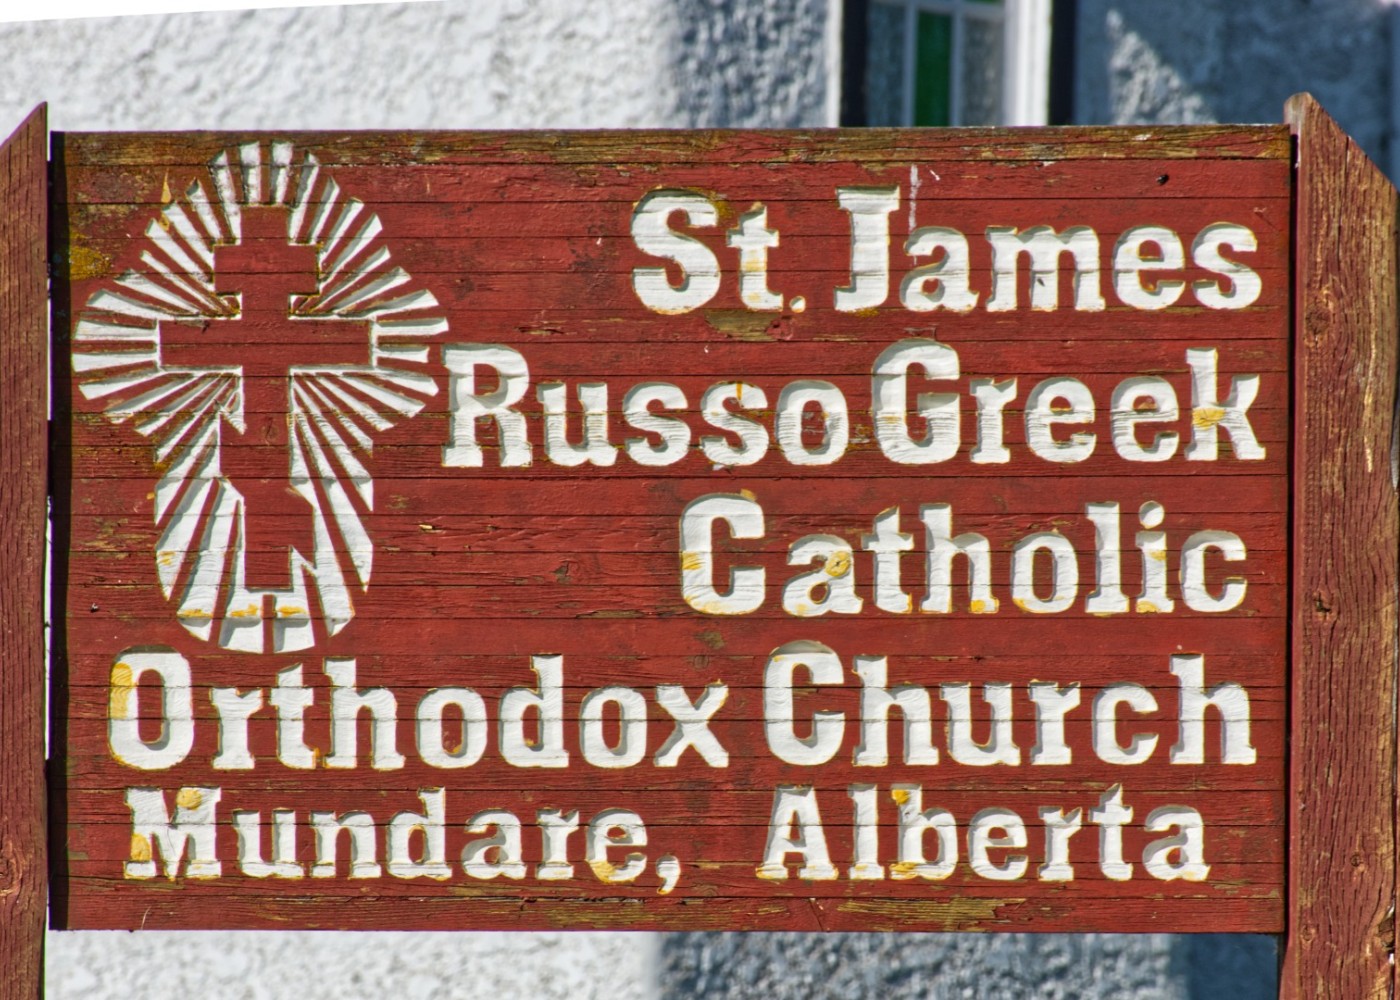 St. James
Russo Greek
Catholic
Orthodox Church
Mundare, Alberta